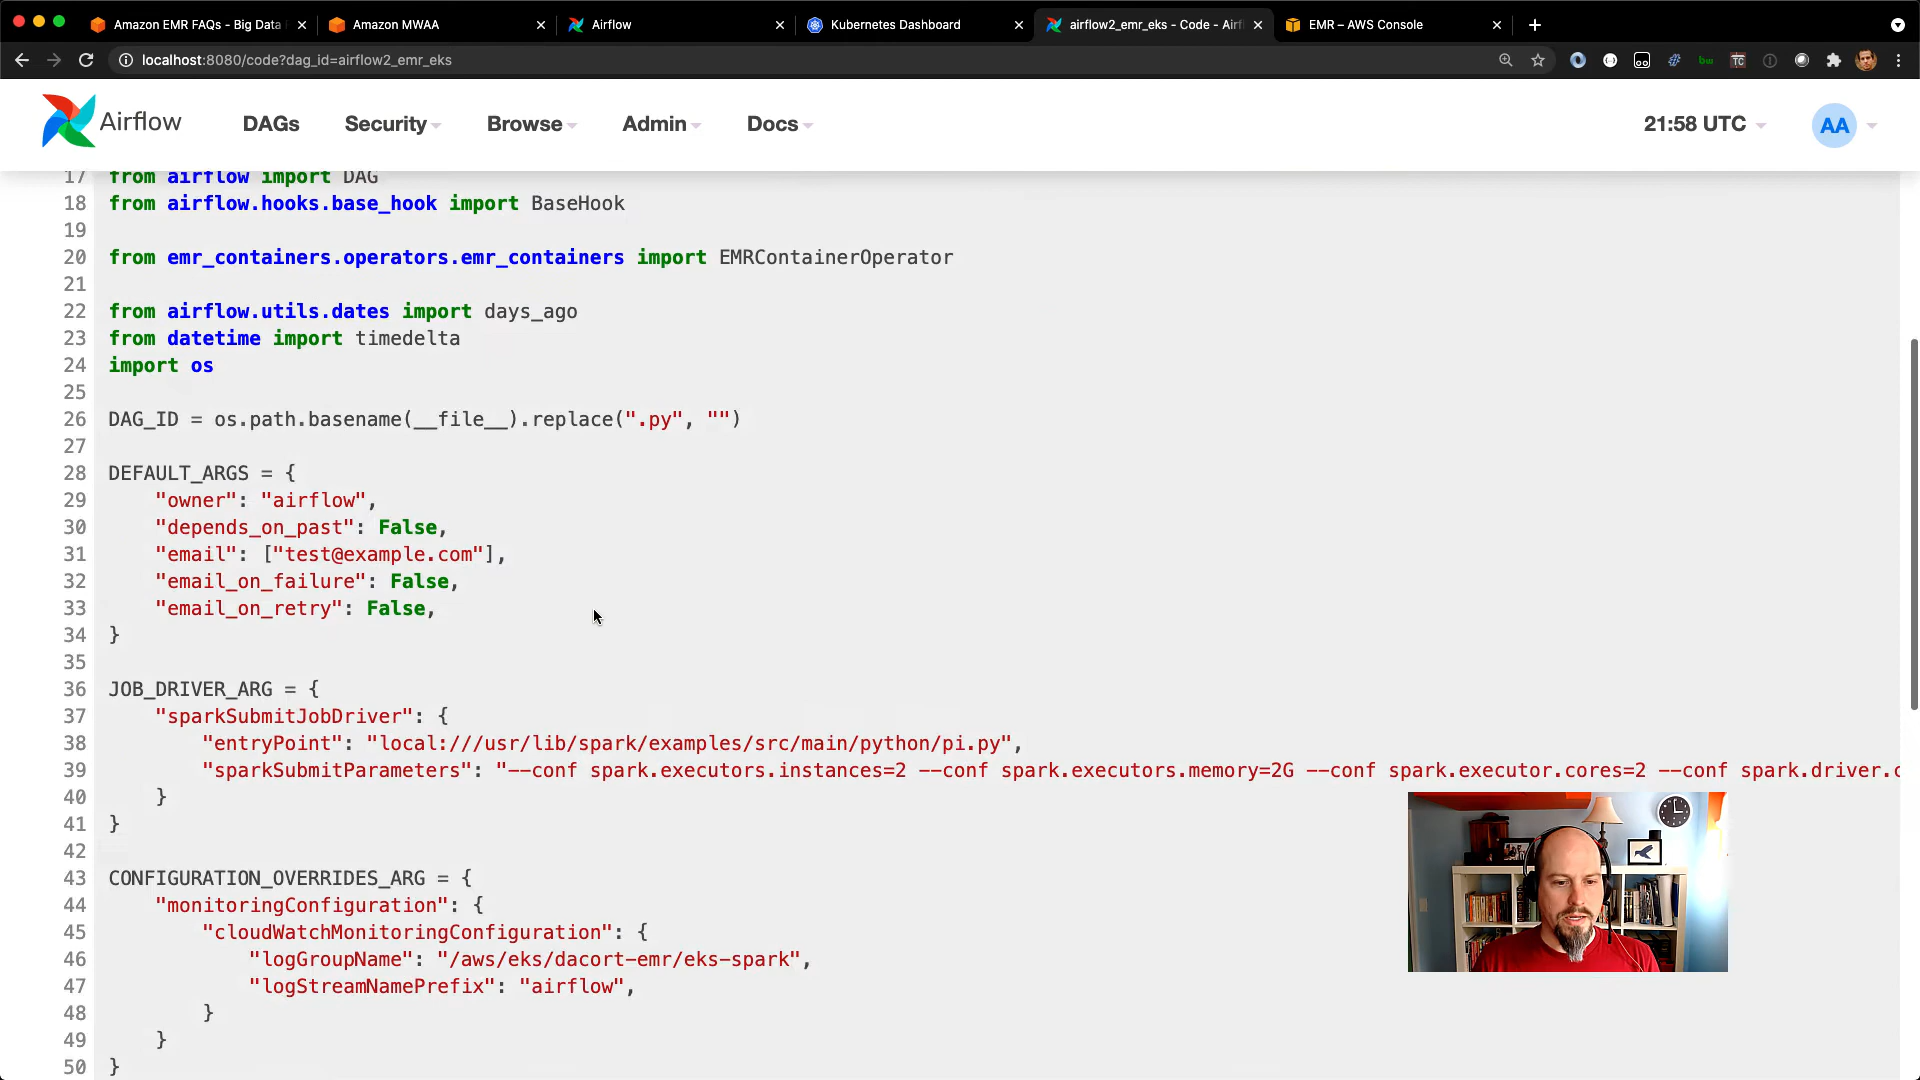 Amazon EMR FAQs - Big Data
Amazon MWAA
Airflow
Kubernetes Dashboard
airflow2_emr_eks - Code - Airf
EMR – AWS Console
localhost:8080/code?dag_id=airflow2_emr_eks
bw
TC
Airflow
DAGs
Security
Browse
Admin
Docs
21:58 UTC
AA
17 from airflow import DAG
18 from airflow.hooks.base_hook import BaseHook
19
20 from emr_containers.operators.emr_containers import EMRContainerOperator
21
22 from airflow.utils.dates import days_ago
23 from datetime import timedelta
24 import os
25
26 DAG_ID = os.path.basename(__file__).replace(".py", "")
27
28 DEFAULT_ARGS = {
29 "owner": "airflow",
30 "depends_on_past": False,
31 "email": ["test@example.com"],
32 "email_on_failure": False,
33 "email_on_retry": False,
34 }
35
36 JOB_DRIVER_ARG = {
37 "sparkSubmitJobDriver": {
38 "entryPoint": "local:///usr/lib/spark/examples/src/main/python/pi.py",
39 "sparkSubmitParameters": "--conf spark.executors.instances=2 --conf spark.executors.memory=2G --conf spark.executor.cores=2 --conf spark.driver.c
40 }
41 }
42
43 CONFIGURATION_OVERRIDES_ARG = {
44 "monitoringConfiguration": {
45 "cloudWatchMonitoringConfiguration": {
46 "logGroupName": "/aws/eks/dacort-emr/eks-spark",
47 "logStreamNamePrefix": "airflow",
48 }
49 }
50 }